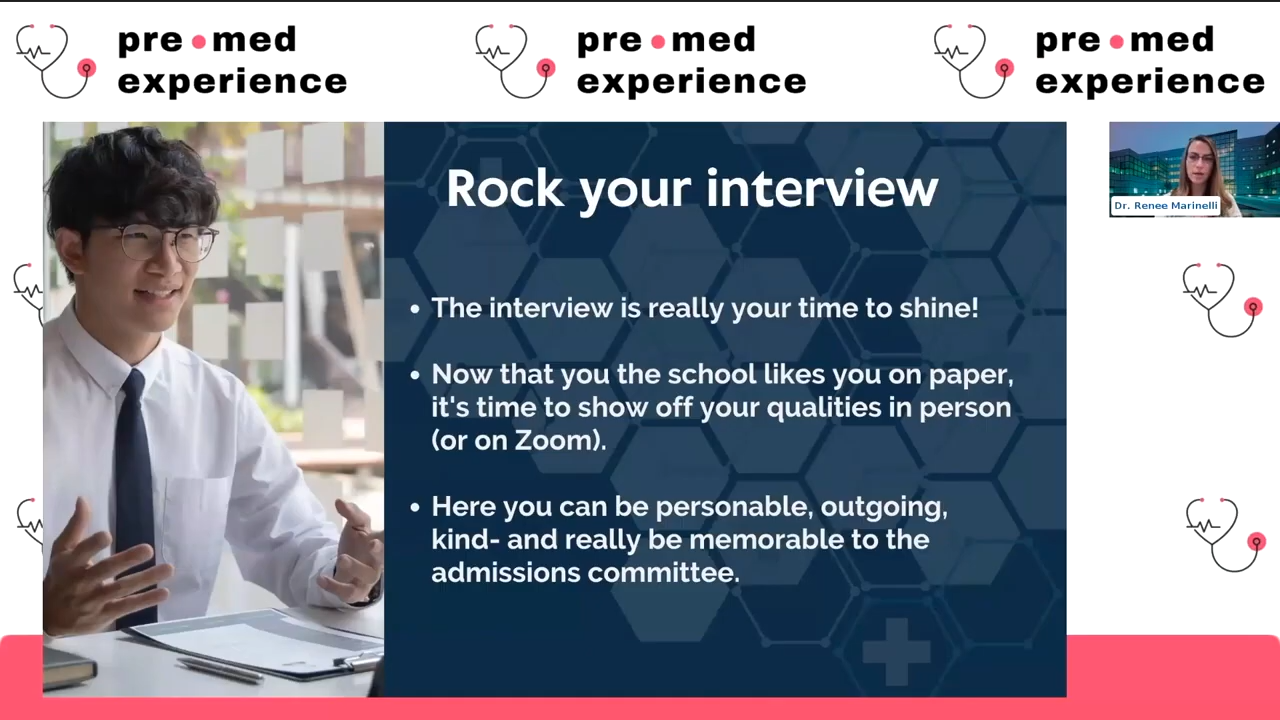 pre med
experience
pre med
experience
pre med
experience
Dr. Renee Marinelli
Rock your interview
• The interview is really your time to shine!
• Now that you the school likes you on paper,
it's time to show off your qualities in person
(or on Zoom).
• Here you can be personable, outgoing,
kind- and really be memorable to the
admissions committee.